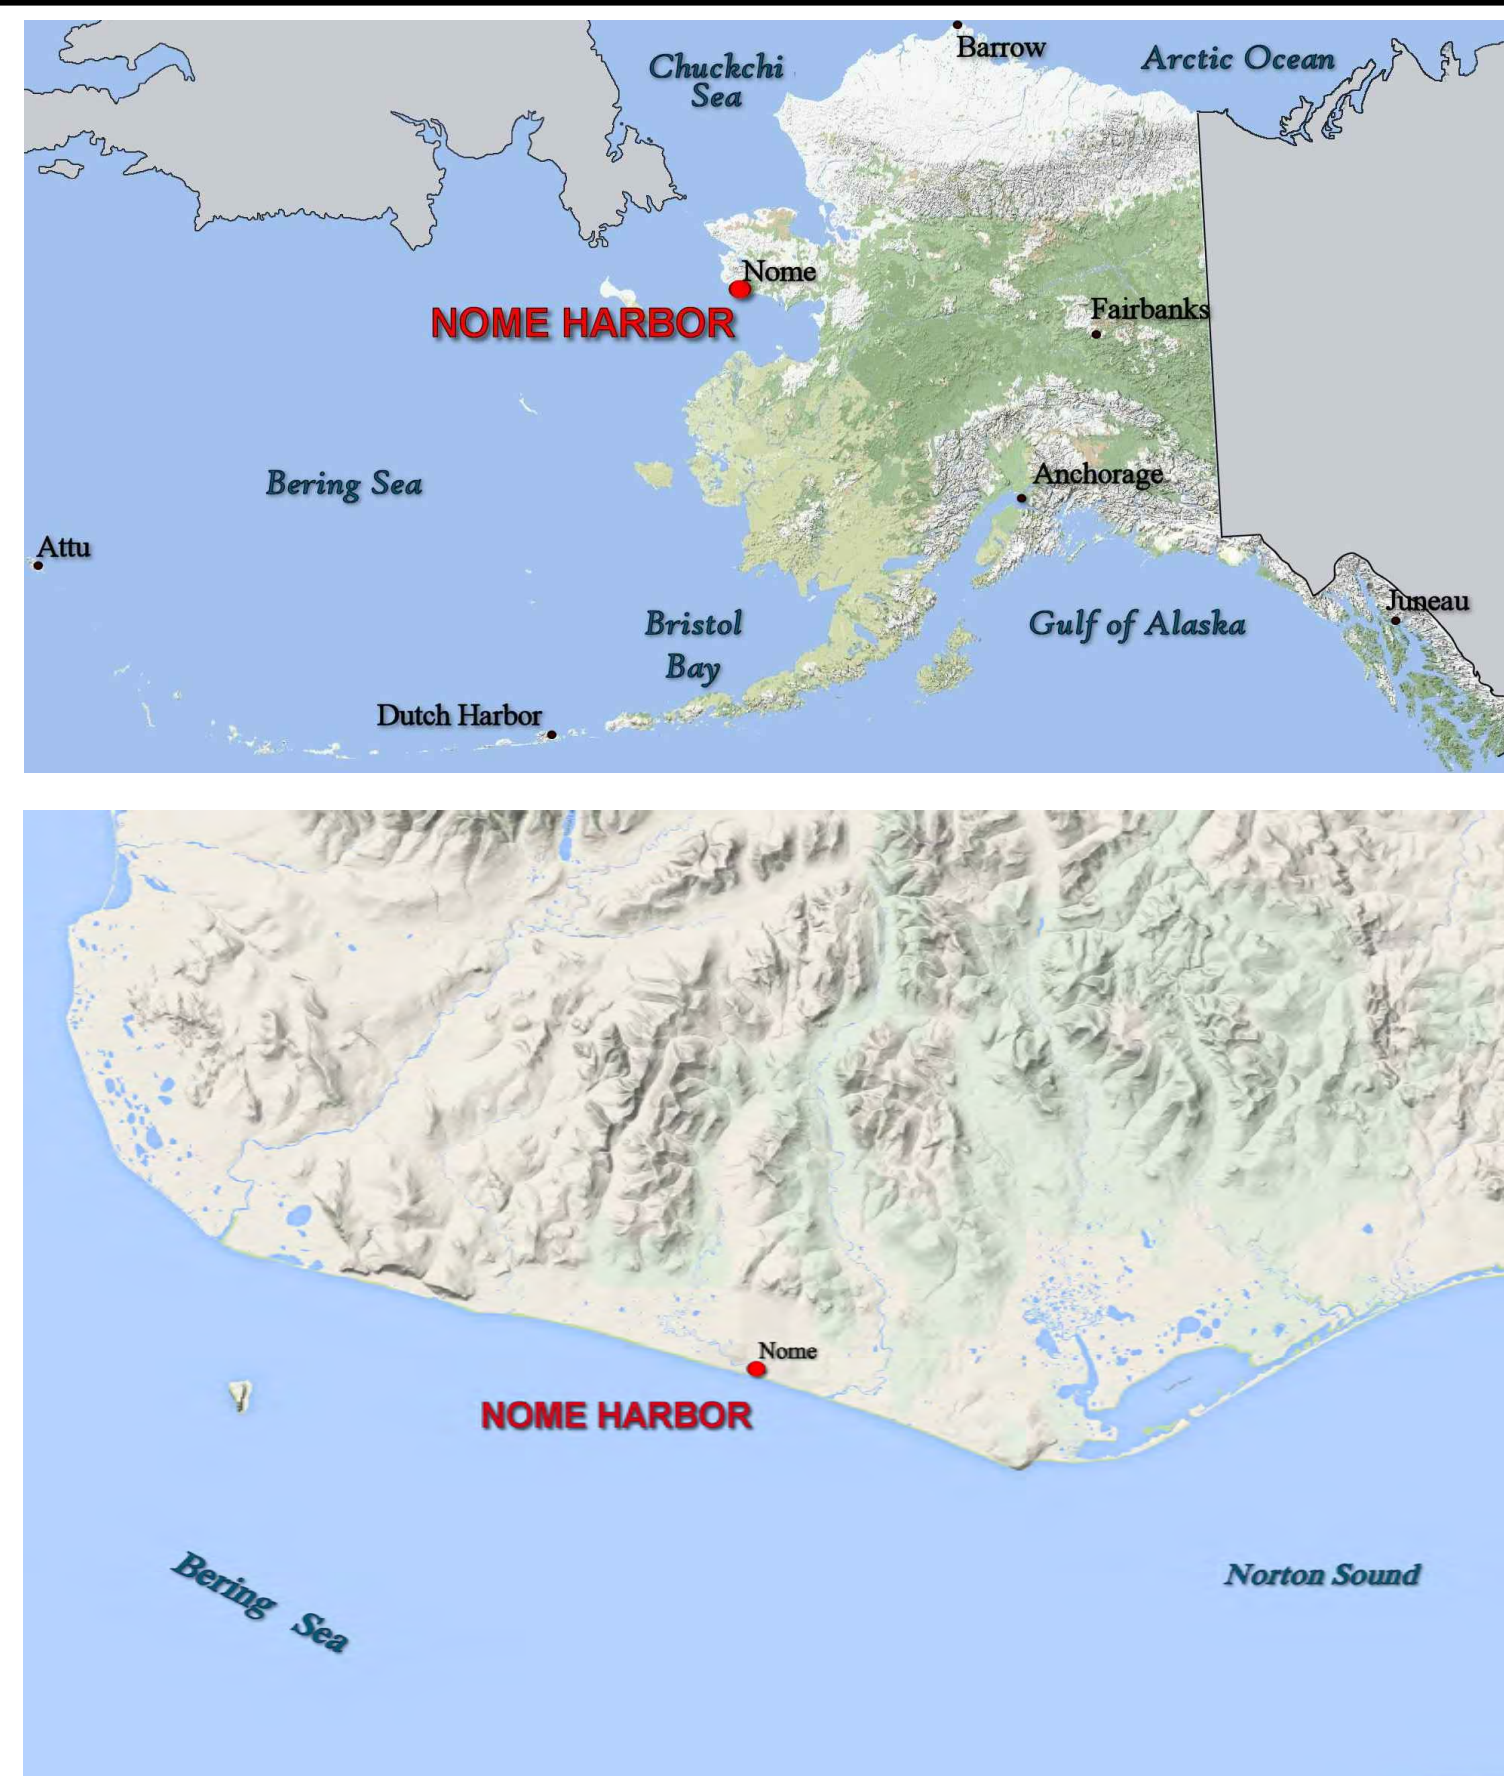 Barrow
Chuckchi
Sea
Arctic Ocean
Nome
NOME HARBOR
Fairbanks
Anchorage
Bering Sea
Attu
Juneau
Bristol
Bay
Gulf of Alaska
Dutch Harbor
Nome
NOME HARBOR
Bering Sea
Norton Sound